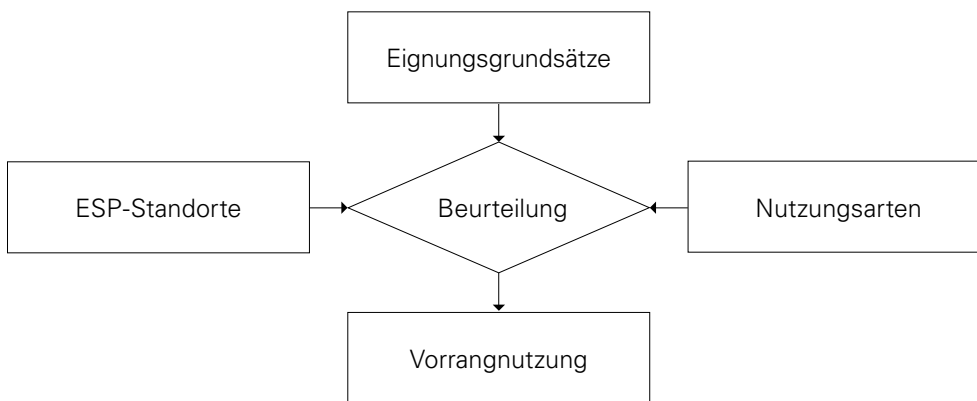 Eignungsgrundsätze
ESP-Standorte
Beurteilung
Nutzungsarten
Vorrangnutzung